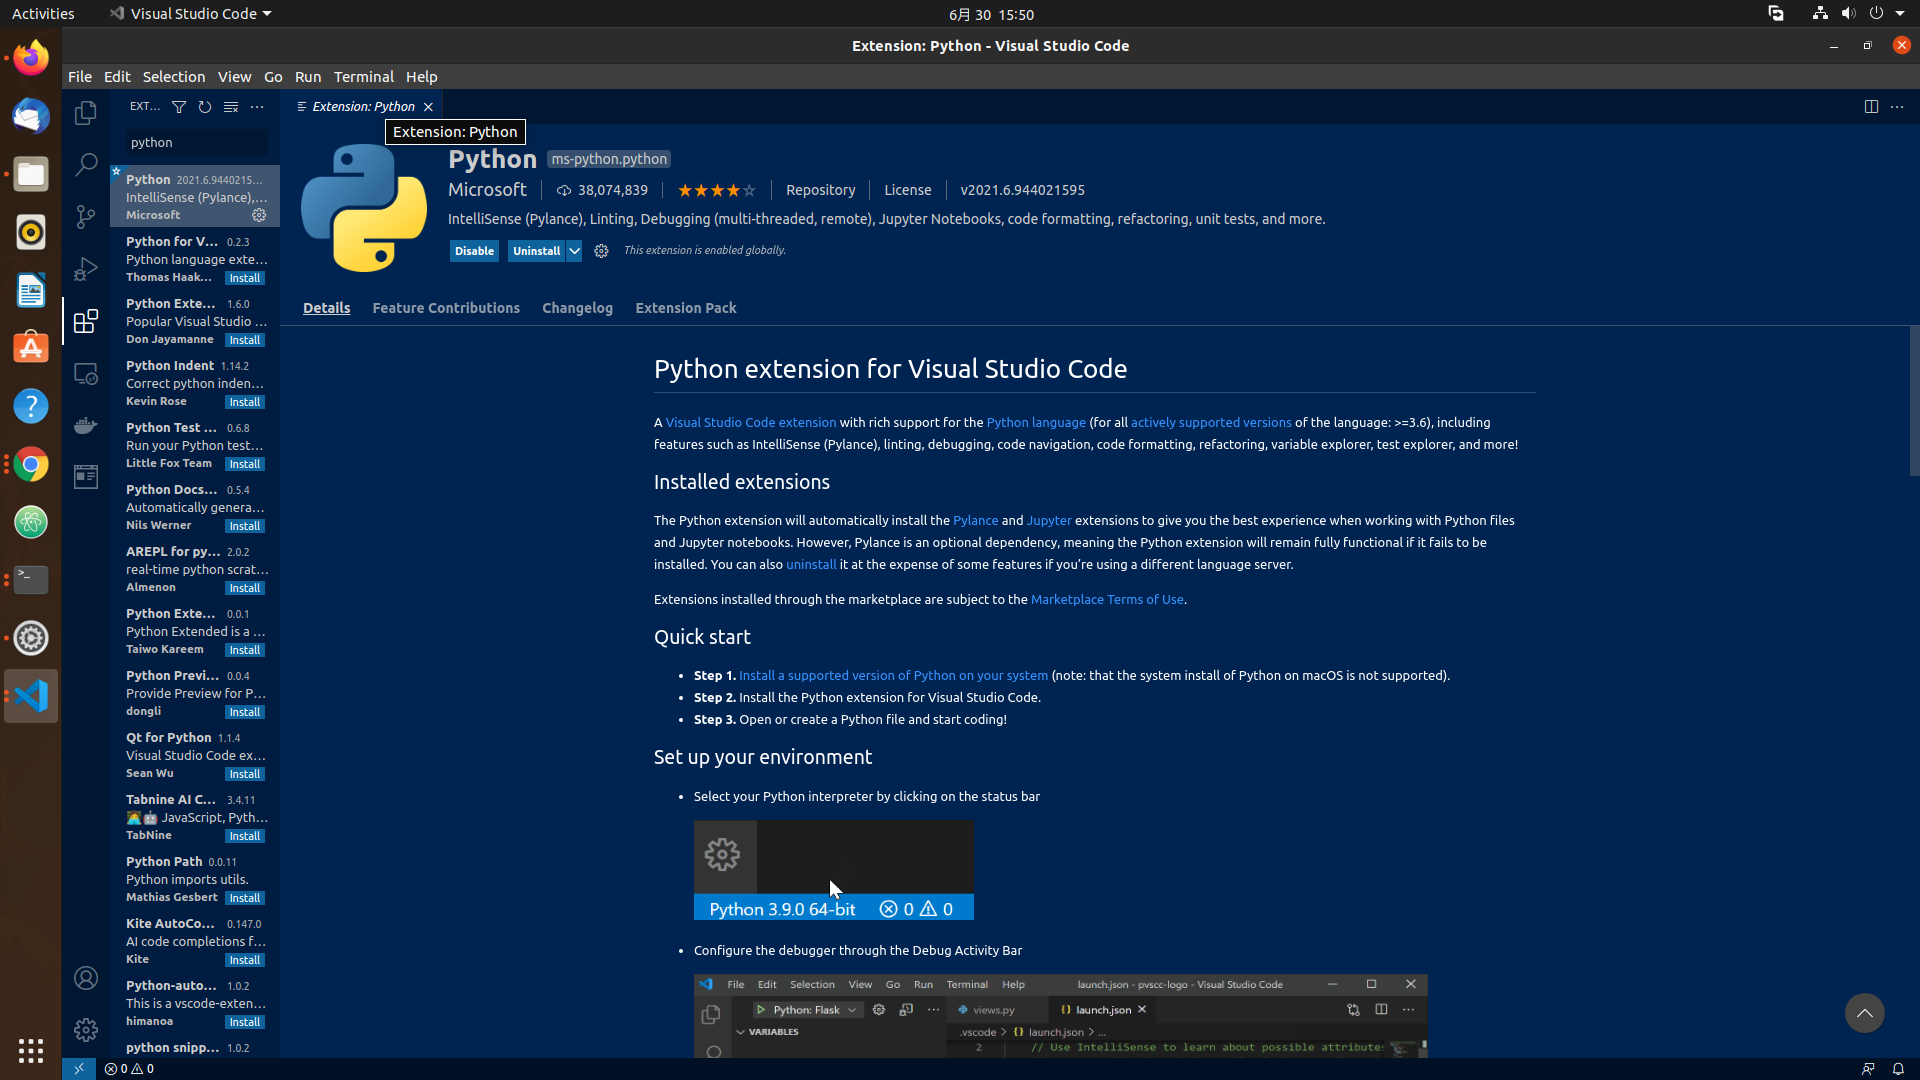 Activities
Visual Studio Code
6月 30 15:50
Extension: Python - Visual Studio Code
File Edit Selection View Go Run Terminal Help
EXT...
python
Python 2021.6.9440215...
IntelliSense (Pylance),...
Microsoft
Python for V... 0.2.3
Python language exte...
Thomas Haak... Install
Python Exte... 1.6.0
Popular Visual Studio ...
Don Jayamanne Install
Python Indent 1.14.2
Correct python inden...
Kevin Rose Install
Python Test ... 0.6.8
Run your Python test...
Little Fox Team Install
Python Docs... 0.5.4
Automatically genera...
Nils Werner Install
AREPL for py... 2.0.2
real-time python scrat...
Almenon Install
Python Exte... 0.0.1
Python Extended is a ...
Taiwo Kareem Install
Python Previ... 0.0.4
Provide Preview for P...
dongli Install
Qt for Python 1.1.4
Visual Studio Code ex...
Sean Wu Install
Tabnine AI C... 3.4.11
JavaScript, Pyth...
TabNine Install
Python Path 0.0.11
Python imports utils.
Mathias Gesbert Install
Kite AutoCo... 0.147.0
AI code completions f...
Kite Install
Python-auto... 1.0.2
This is a vscode-exten...
himanoa Install
python snipp... 1.0.2
Extension: Python
Extension: Python
Python ms-python.python
Microsoft 38,074,839 Repository License v2021.6.944021595
IntelliSense (Pylance), Linting, Debugging (multi-threaded, remote), Jupyter Notebooks, code formatting, refactoring, unit tests, and more.
Disable Uninstall This extension is enabled globally.
Details Feature Contributions Changelog Extension Pack
Python extension for Visual Studio Code
A Visual Studio Code extension with rich support for the Python language (for all actively supported versions of the language: >=3.6), including
features such as IntelliSense (Pylance), linting, debugging, code navigation, code formatting, refactoring, variable explorer, test explorer, and more!
Installed extensions
The Python extension will automatically install the Pylance and Jupyter extensions to give you the best experience when working with Python files
and Jupyter notebooks. However, Pylance is an optional dependency, meaning the Python extension will remain fully functional if it fails to be
installed. You can also uninstall it at the expense of some features if you're using a different language server.
Extensions installed through the marketplace are subject to the Marketplace Terms of Use.
Quick start
• Step 1. Install a supported version of Python on your system (note: that the system install of Python on macOS is not supported).
• Step 2. Install the Python extension for Visual Studio Code.
• Step 3. Open or create a Python file and start coding!
Set up your environment
• Select your Python interpreter by clicking on the status bar
Python 3.9.0 64-bit 0 0
• Configure the debugger through the Debug Activity Bar
File Edit Selection View Go Run Terminal Help launch.json - pvscc-logo - Visual Studio Code
Python: Flask views.py {} launch.json
VARIABLES .vscode > {} launch.json > ...
2 // Use IntelliSense to learn about possible attributes
0 0